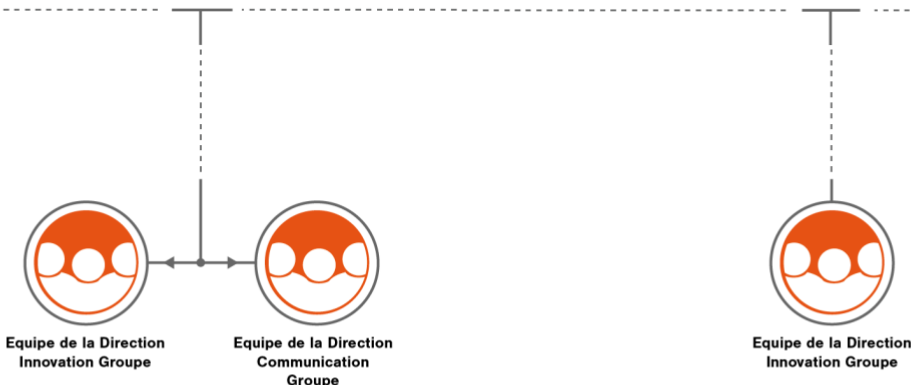 Equipe de la Direction
Innovation Groupe
Equipe de la Direction
Communication
Groupe
Equipe de la Direction
Innovation Groupe